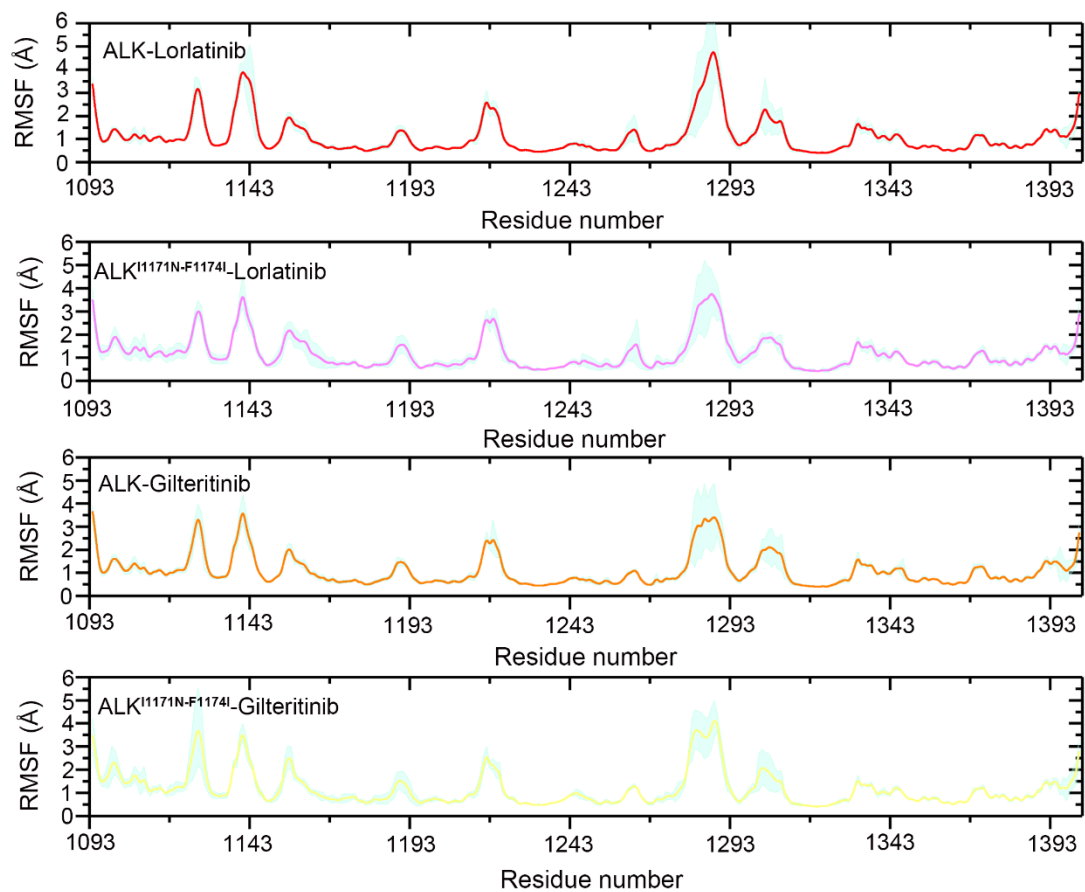 RMSF (Å)
6
5
4
3
2
1
0
ALK-Lorlatinib
1093 1143 1193 1243 1293 1343 1393
Residue number
RMSF (Å)
6
5
4
3
2
1
0
ALKI1171N-F1174I-Lorlatinib
1093 1143 1193 1243 1293 1343 1393
Residue number
RMSF (Å)
6
5
4
3
2
1
0
ALK-Gilteritinib
1093 1143 1193 1243 1293 1343 1393
Residue number
RMSF (Å)
6
5
4
3
2
1
0
ALKI1171N-F1174I-Gilteritinib
1093 1143 1193 1243 1293 1343 1393
Residue number